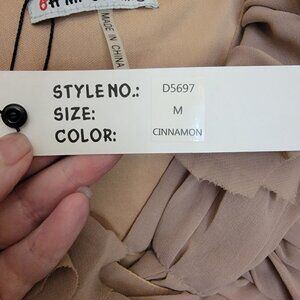 MADE IN CHINA
STYLE NO.: D5697
SIZE: M
COLOR: CINNAMON